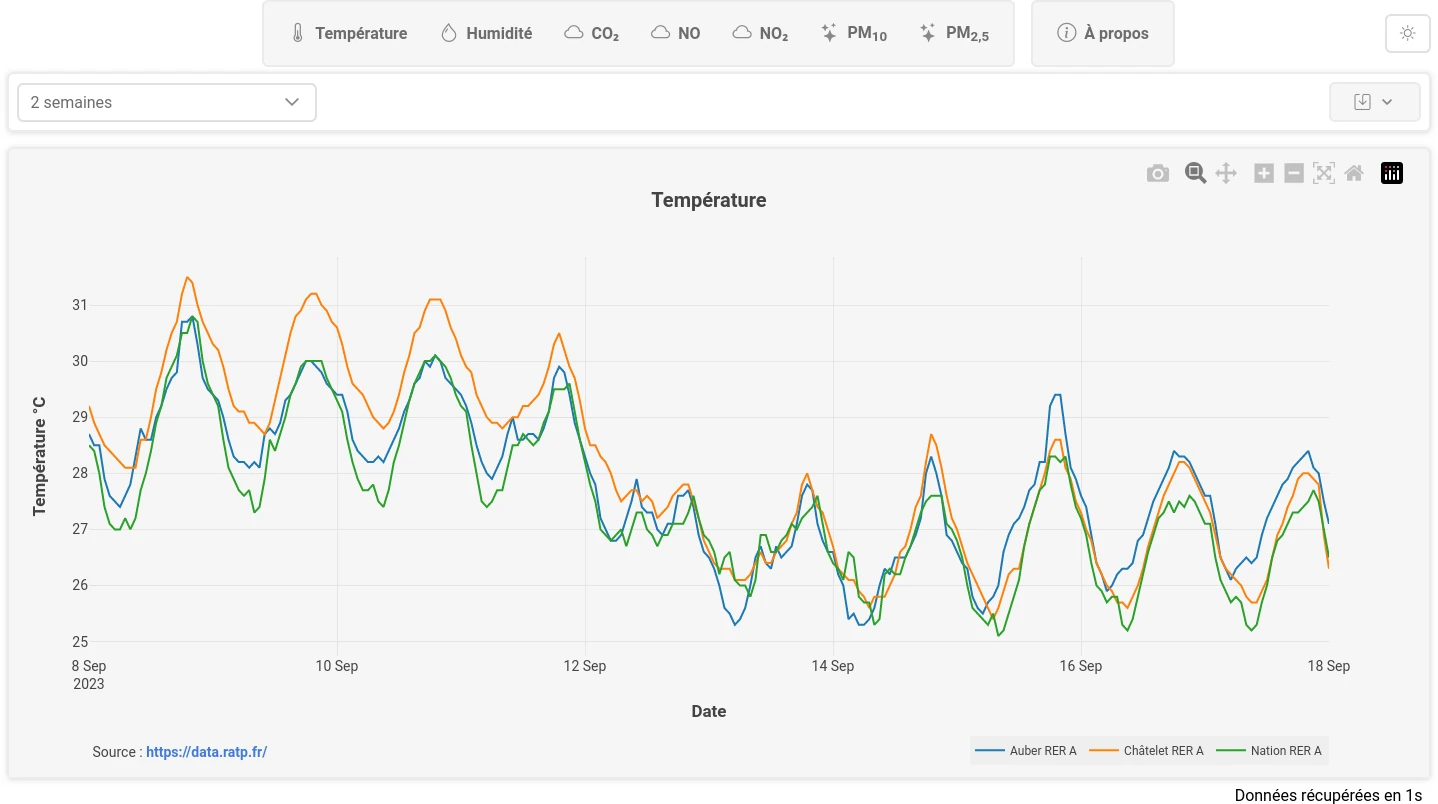 Température Humidité CO₂ NO NO₂ PM₁₀ PM₂,₅ À propos
2 semaines
Température
31
30
29
28
27
26
25
Température °C
8 Sep 10 Sep 12 Sep 14 Sep 16 Sep 18 Sep
2023
Date
Source : https://data.ratp.fr/
Auber RER A Châtelet RER A Nation RER A
Données récupérées en 1s